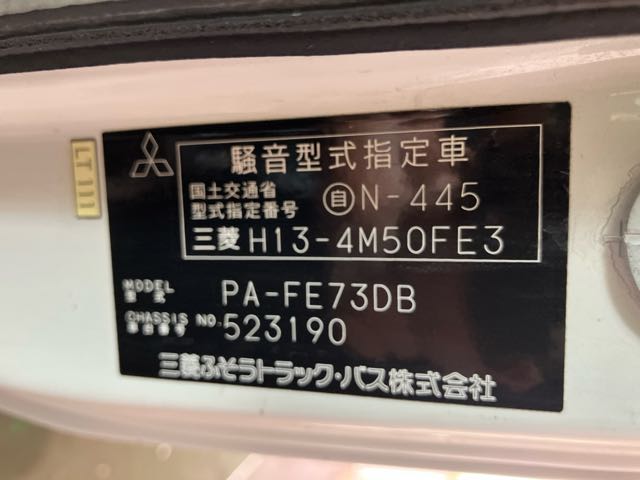 LT111
騒音型式指定車
国土交通省
型式指定番号
自N-445
三菱 H13-4M50FE3
MODEL
型式
PA-FE73DB
CHASSIS NO.
車台番号
523190
三菱ふそうトラック・バス株式会社